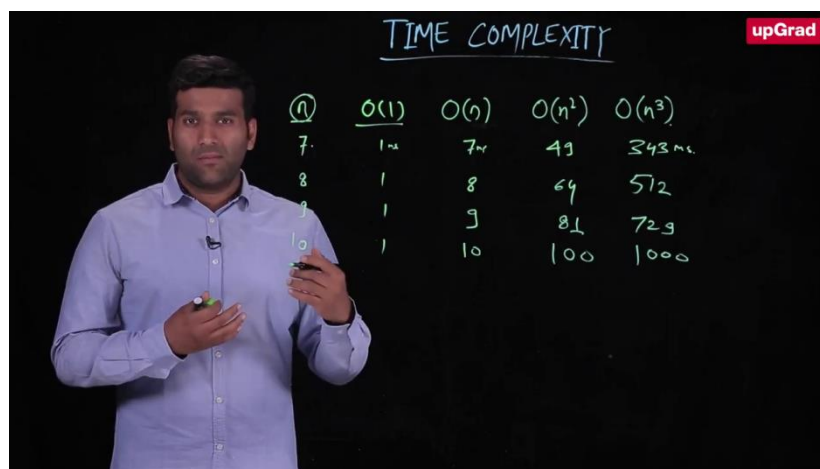 TIME COMPLEXITY
upGrad
n O(1) O(n) O(n²) O(n³)
7. 1ms 7ms 49 343ms.
8 1 8 64 512
9 1 9 81 729
10 1 10 100 1000